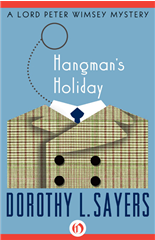 A LORD PETER WIMSEY MYSTERY
Hangman's
Holiday
DOROTHY L. SAYERS